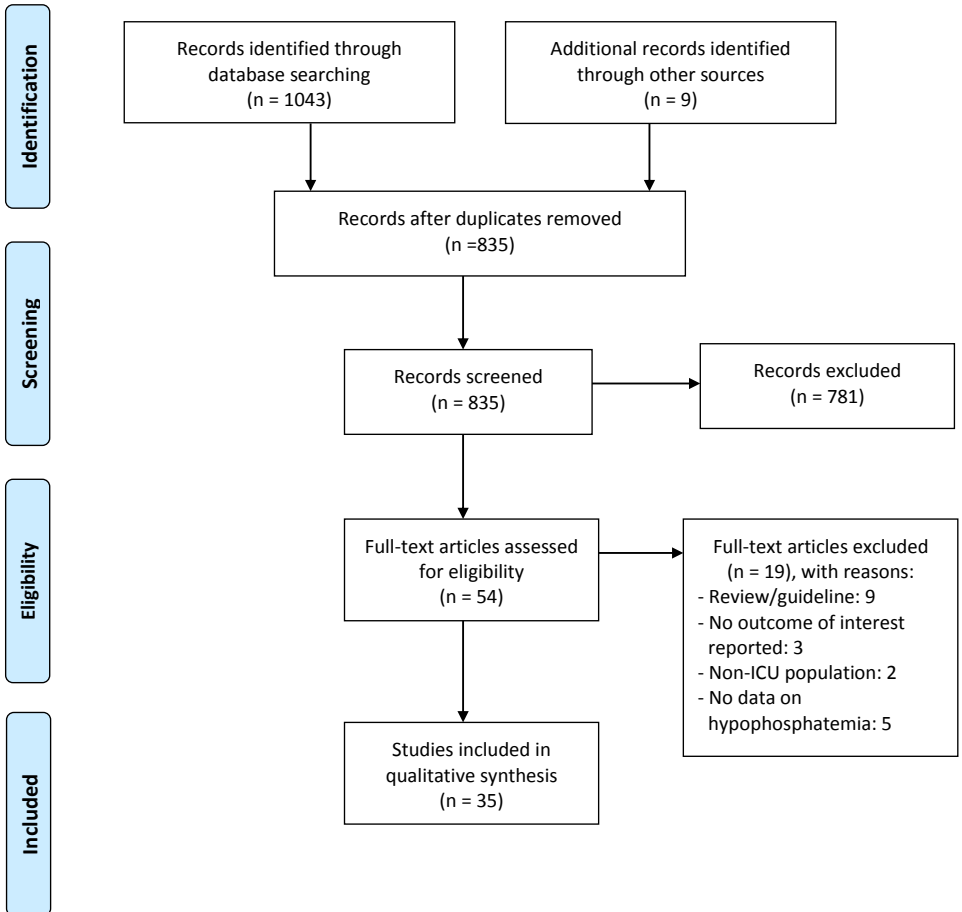 Identification
Records identified through
database searching
(n = 1043)
Additional records identified
through other sources
(n = 9)
Records after duplicates removed
(n =835)
Screening
Records screened
(n = 835)
Records excluded
(n = 781)
Eligibility
Full-text articles assessed
for eligibility
(n = 54)
Full-text articles excluded
(n = 19), with reasons:
- Review/guideline: 9
- No outcome of interest
reported: 3
- Non-ICU population: 2
- No data on
hypophosphatemia: 5
Included
Studies included in
qualitative synthesis
(n = 35)